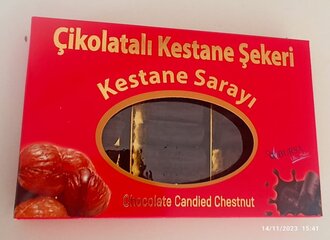 Çikolatalı Kestane Şekeri
Kestane Sarayı
Chocolate Candied Chestnut
14/11/2023 15:41